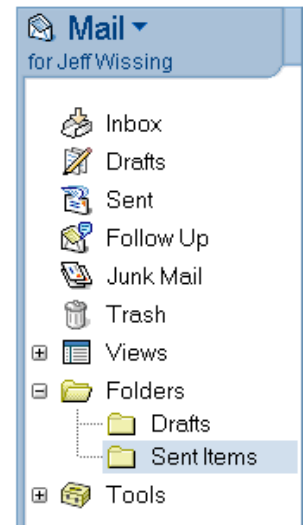 Mail
for Jeff Wissing
Inbox
Drafts
Sent
Follow Up
Junk Mail
Trash
Views
Folders
Drafts
Sent Items
Tools